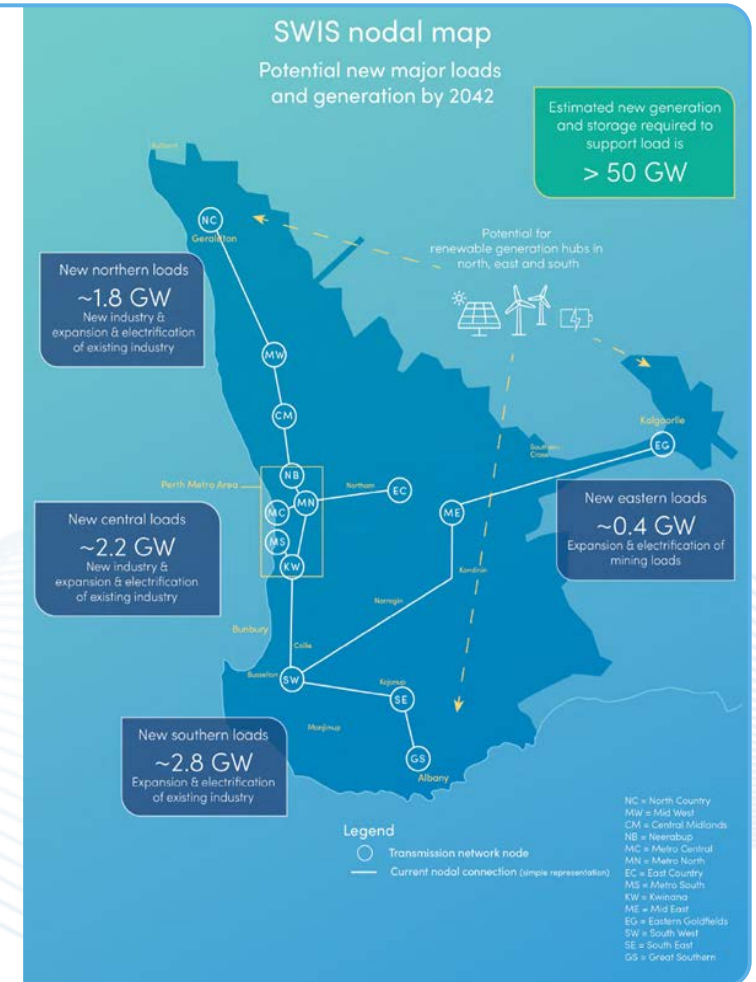 SWIS nodal map
Potential new major loads
and generation by 2042
Estimated new generation
and storage required to
support load is
> 50 GW
Kalbarri
NC
Geraldton
Potential for
renewable generation hubs in
north, east and south
New northern loads
~1.8 GW
New industry &
expansion & electrification
of existing industry
MW
CM
Kalgoorlie
EG
Southern
Cross
NB
Perth Metro Area
Northam
EC
MN
MC
ME
MS
KW
New central loads
~2.2 GW
New industry &
expansion & electrification
of existing industry
New eastern loads
~0.4 GW
Expansion & electrification of
mining loads
Kondinin
Narrogin
Bunbury
Collie
Busselton
SW
Kojonup
SE
Manjimup
GS
Albany
New southern loads
~2.8 GW
Expansion & electrification
of existing industry
Legend
Transmission network node
Current nodal connection (simple representation)
NC = North Country
MW = Mid West
CM = Central Midlands
NB = Neerabup
MC = Metro Central
MN = Metro North
EC = East Country
MS = Metro South
KW = Kwinana
ME = Mid East
EG = Eastern Goldfields
SW = South West
SE = South East
GS = Great Southern